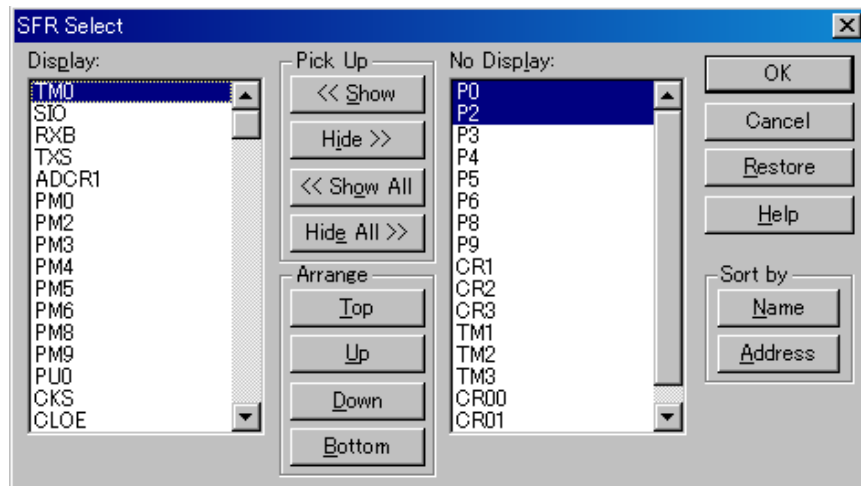 SFR Select
Display:
TM0
SIO
RXB
TXS
ADCR1
PM0
PM2
PM3
PM4
PM5
PM6
PM8
PM9
PU0
CKS
CLOE
Pick Up
<< Show
Hide >>
<< Show All
Hide All >>
Arrange
Top
Up
Down
Bottom
No Display:
P0
P2
P3
P4
P5
P6
P8
P9
CR1
CR2
CR3
TM1
TM2
TM3
CR00
CR01
OK
Cancel
Restore
Help
Sort by
Name
Address